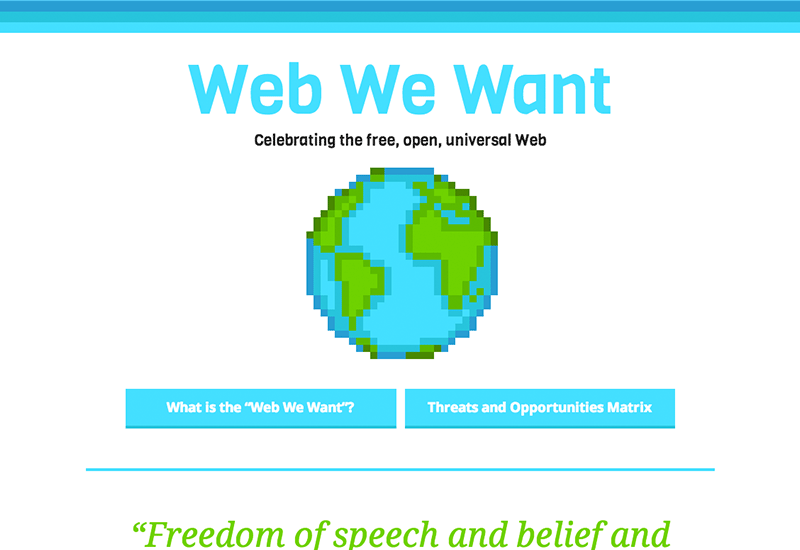 Web We Want
Celebrating the free, open, universal Web
What is the “Web We Want”?
Threats and Opportunities Matrix
“Freedom of speech and belief and